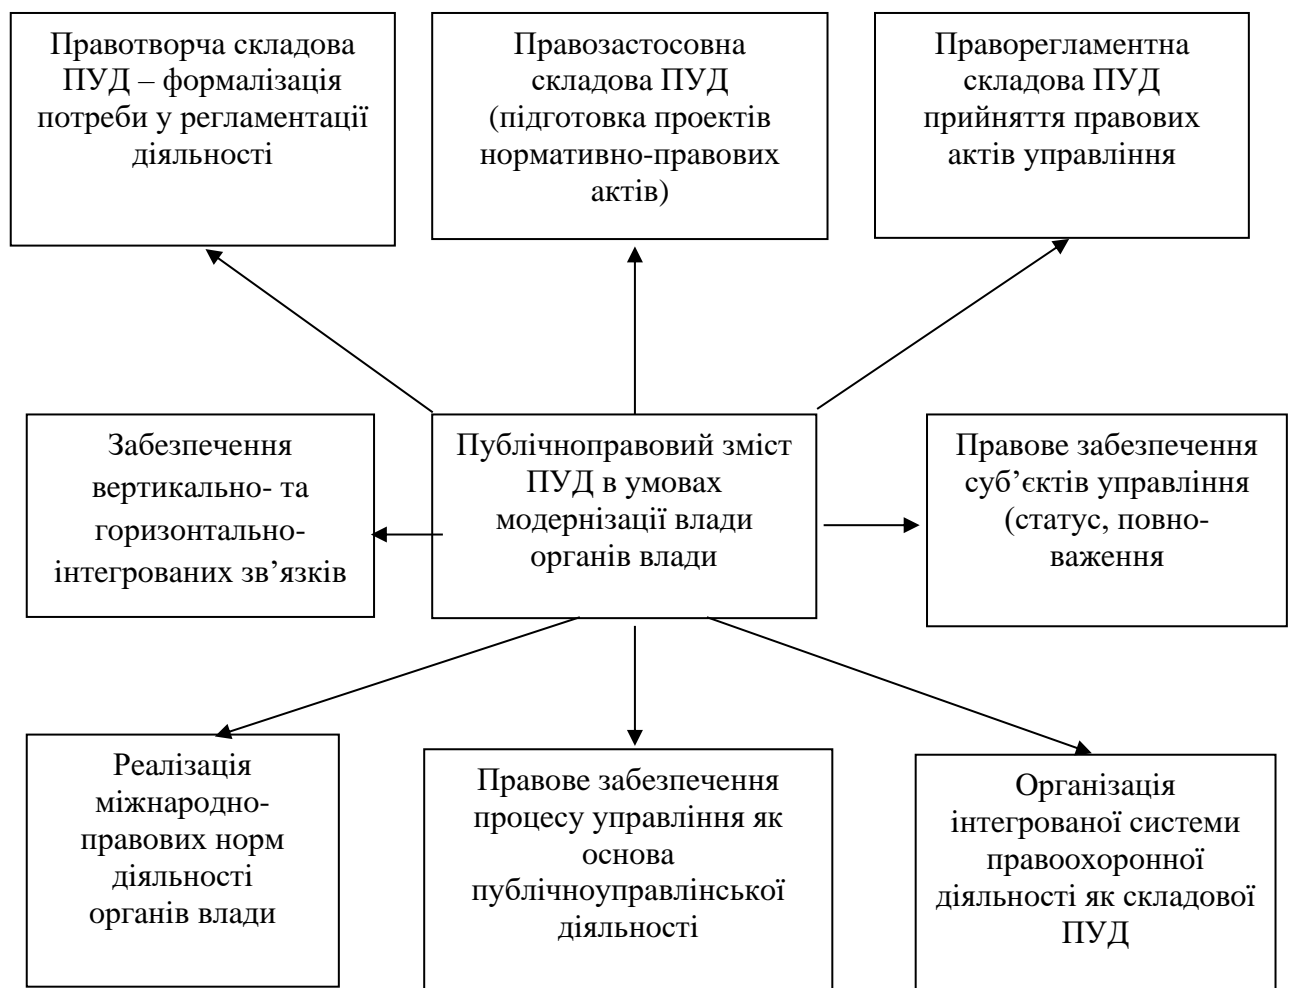 Правотворча складова
ПУД – формалізація
потреби у регламентації
діяльності
Правозастосовна
складова ПУД
(підготовка проектів
нормативно-правових
актів)
Праворегламентна
складова ПУД
прийняття правових
актів управління
Забезпечення
вертикально- та
горизонтально-
інтегрованих зв’язків
Публічноправовий зміст
ПУД в умовах
модернізації влади
органів влади
Правове забезпечення
суб’єктів управління
(статус, повно-
важення
Реалізація
міжнародно-
правових норм
діяльності
органів влади
Правове забезпечення
процесу управління як
основа
публічноуправлінської
діяльності
Організація
інтегрованої системи
правоохоронної
діяльності як складової
ПУД